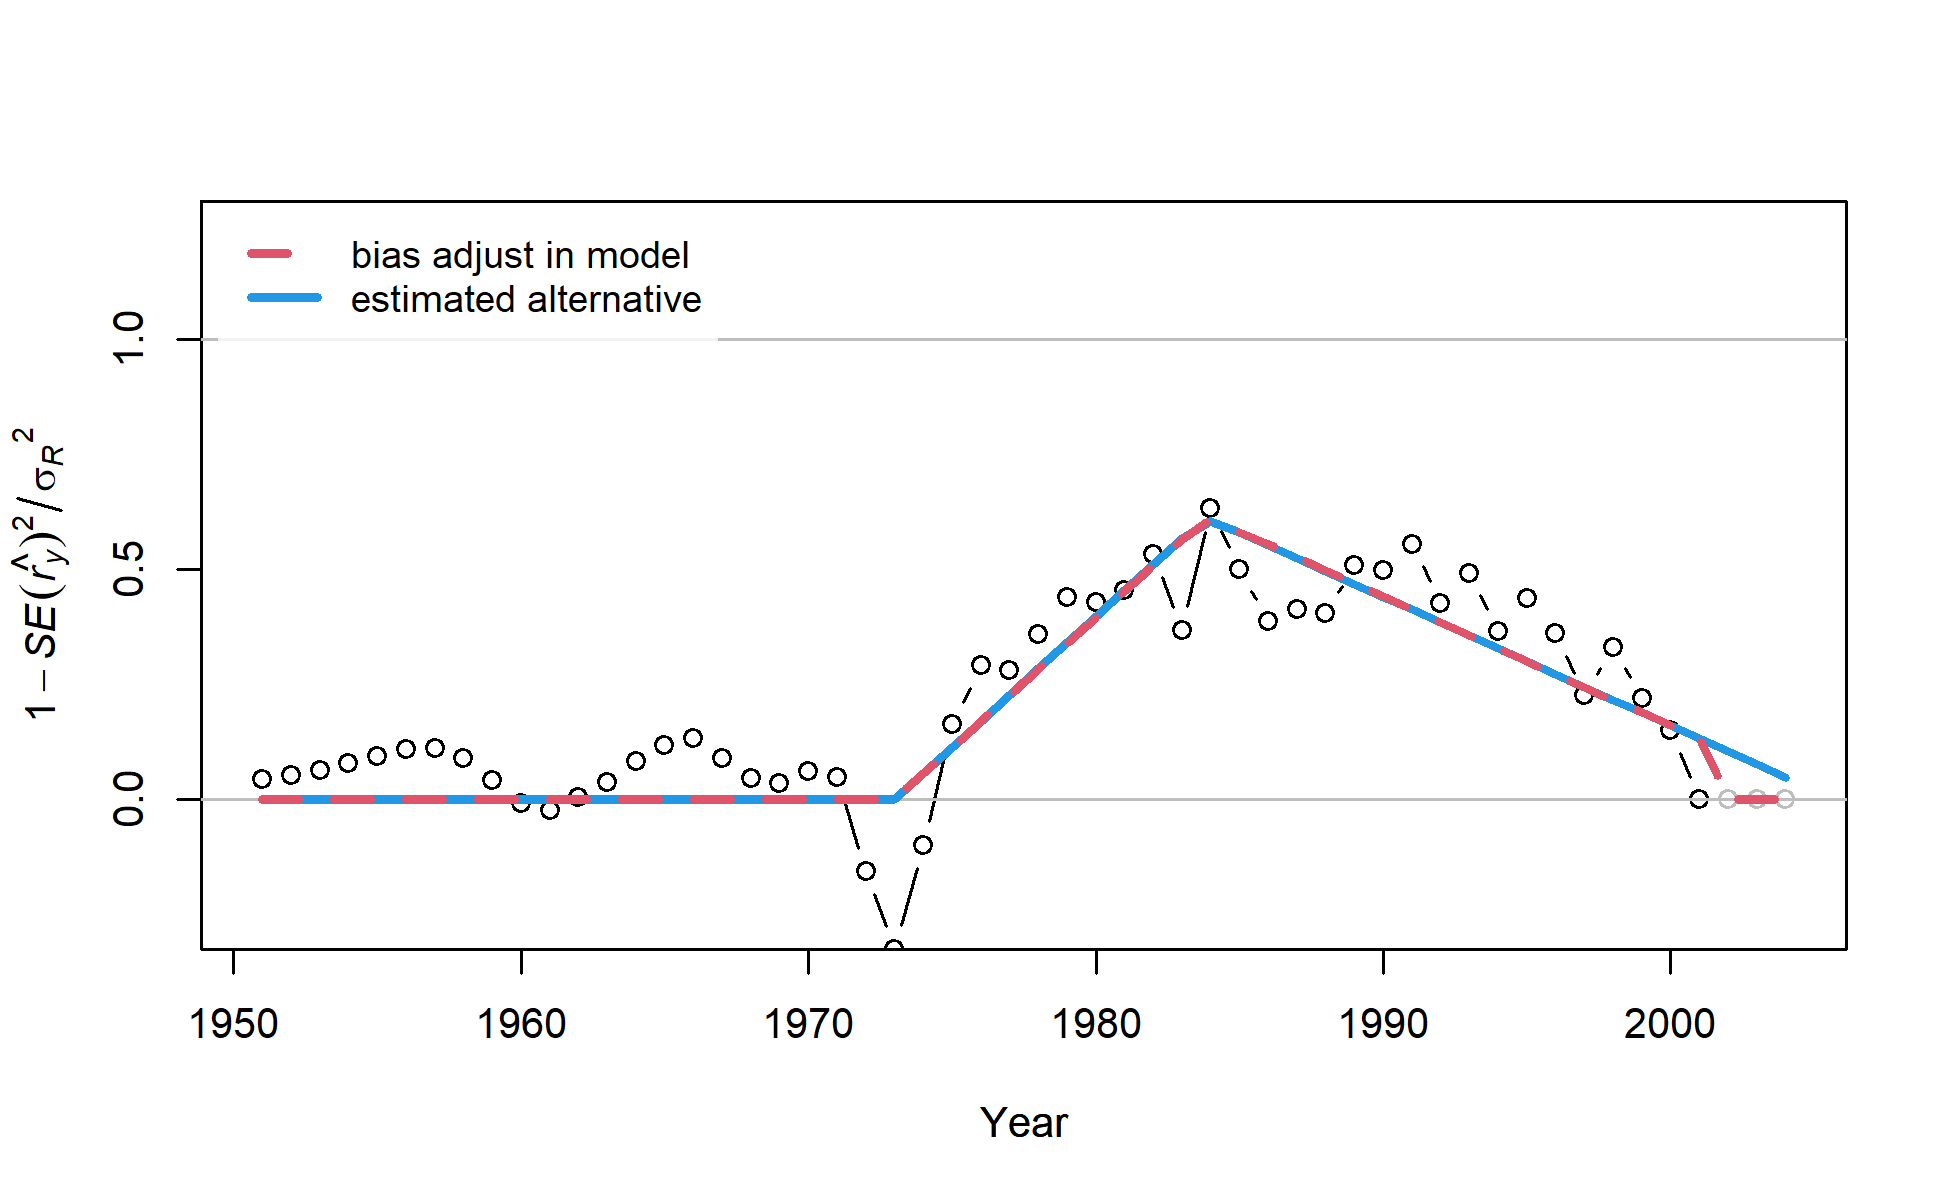 bias adjust in model
estimated alternative
1 − SE(r̂y)² / σR²
1.0
0.5
0.0
1950 1960 1970 1980 1990 2000
Year